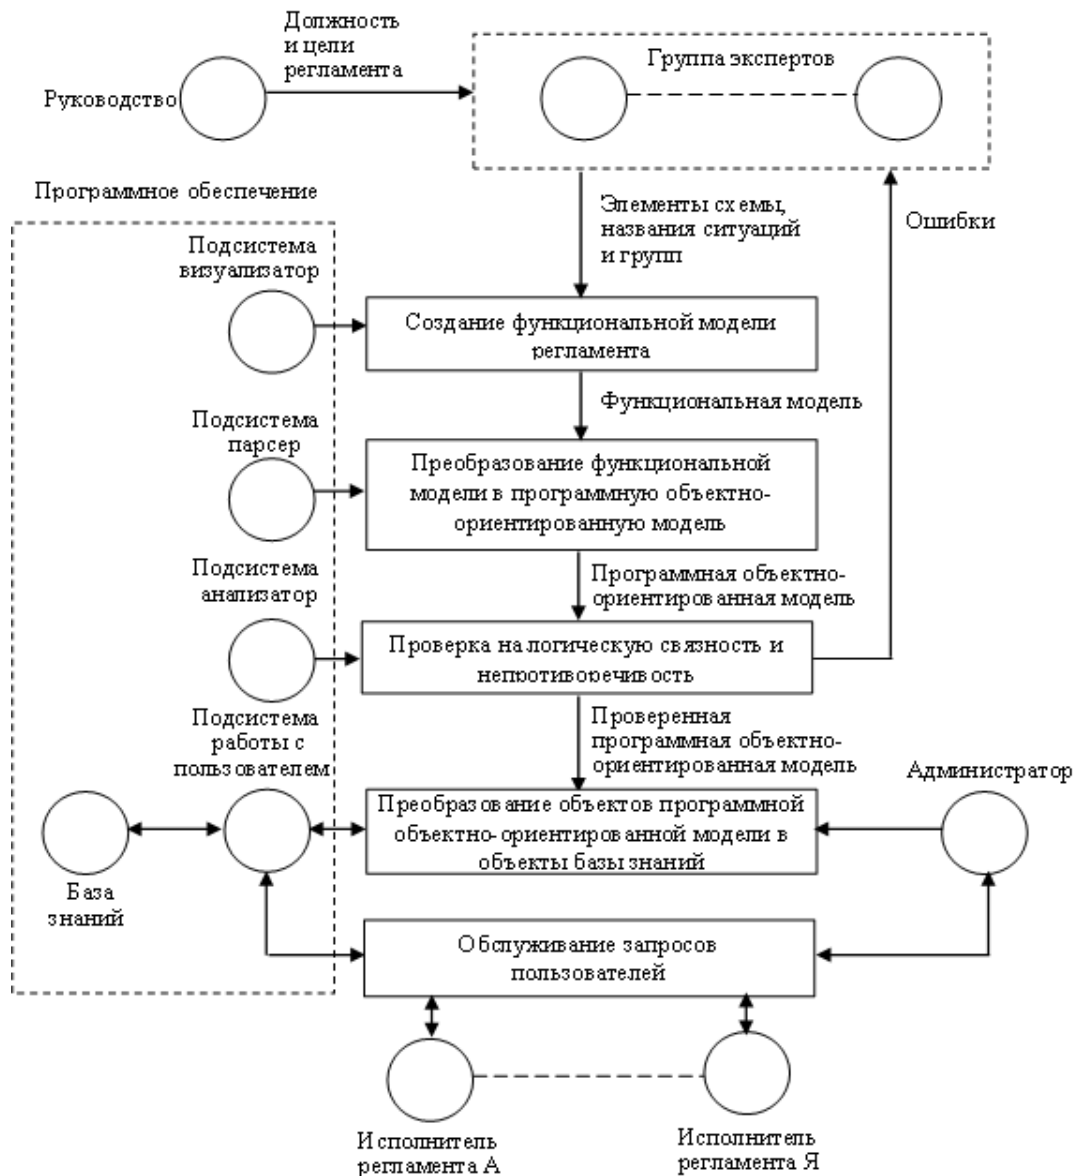 Должность
и цели
регламента
Руководство
Группа экспертов
Программное обеспечение
Элементы схемы,
названия ситуаций
и групп
Ошибки
Подсистема
визуализатор
Создание функциональной модели
регламента
Функциональная модель
Подсистема
парсер
Преобразование функциональной
модели в программную объектно-
ориентированную модель
Подсистема
анализатор
Программная объектно-
ориентированная модель
Проверка на логическую связность и
непротиворечивость
Подсистема
работы с
пользователем
Проверенная
программная объектно-
ориентированная модель
Администратор
Преобразование объектов программной
объектно-ориентированной модели в
объекты базы знаний
База
знаний
Обслуживание запросов
пользователей
Исполнитель
регламента А
Исполнитель
регламента Я